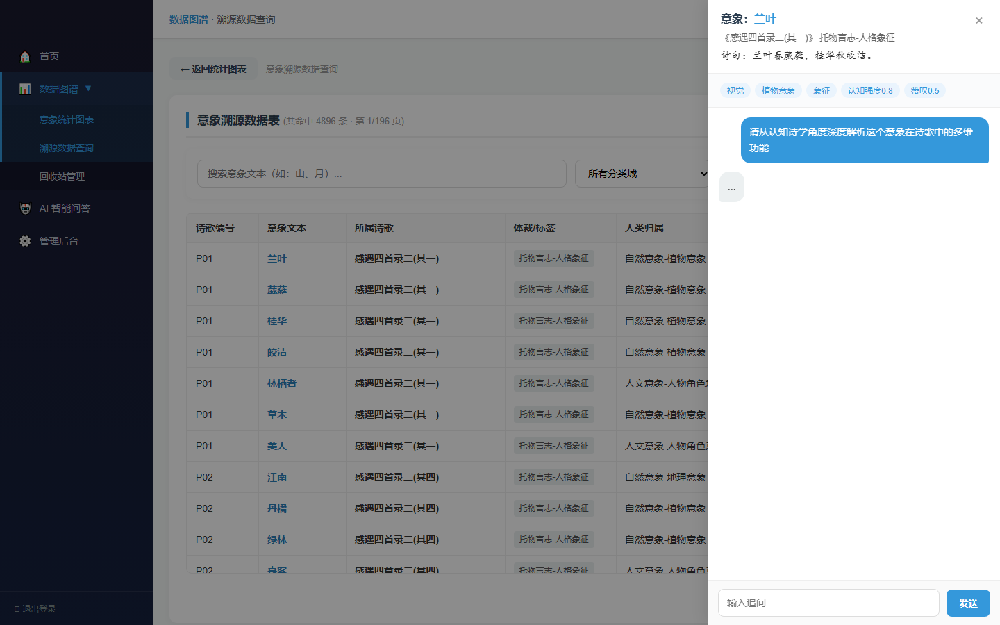 首页
数据图谱 ▼
意象统计图表
溯源数据查询
回收站管理
AI 智能问答
管理后台
退出登录
数据图谱 · 溯源数据查询
← 返回统计图表 意象溯源数据查询
意象溯源数据表 (共命中 4896 条 · 第 1/196 页)
搜索意象文本（如：山、月）... 所有分类域
诗歌编号 意象文本 所属诗歌 体裁/标签 大类归属
P01 兰叶 感遇四首录二(其一) 托物言志-人格象征 自然意象-植物意象
P01 葳蕤 感遇四首录二(其一) 托物言志-人格象征 自然意象-植物意象
P01 桂华 感遇四首录二(其一) 托物言志-人格象征 自然意象-植物意象
P01 皎洁 感遇四首录二(其一) 托物言志-人格象征 自然意象-植物意象
P01 林栖者 感遇四首录二(其一) 托物言志-人格象征 人文意象-人物角色
P01 草木 感遇四首录二(其一) 托物言志-人格象征 自然意象-植物意象
P01 美人 感遇四首录二(其一) 托物言志-人格象征 人文意象-人物角色
P02 江南 感遇四首录二(其四) 托物言志-人格象征 自然意象-地理意象
P02 丹橘 感遇四首录二(其四) 托物言志-人格象征 自然意象-植物意象
P02 绿林 感遇四首录二(其四) 托物言志-人格象征 自然意象-植物意象
P02 嘉客 感遇四首录二(其四) 托物言志-人格象征 人文意象-人物角色
意象：兰叶 ×
《感遇四首录二(其一)》 托物言志-人格象征
诗句：兰叶春葳蕤，桂华秋皎洁。
视觉 植物意象 象征 认知强度0.8 赞叹0.5
请从认知诗学角度深度解析这个意象在诗歌中的多维
功能
...
输入追问... 发送